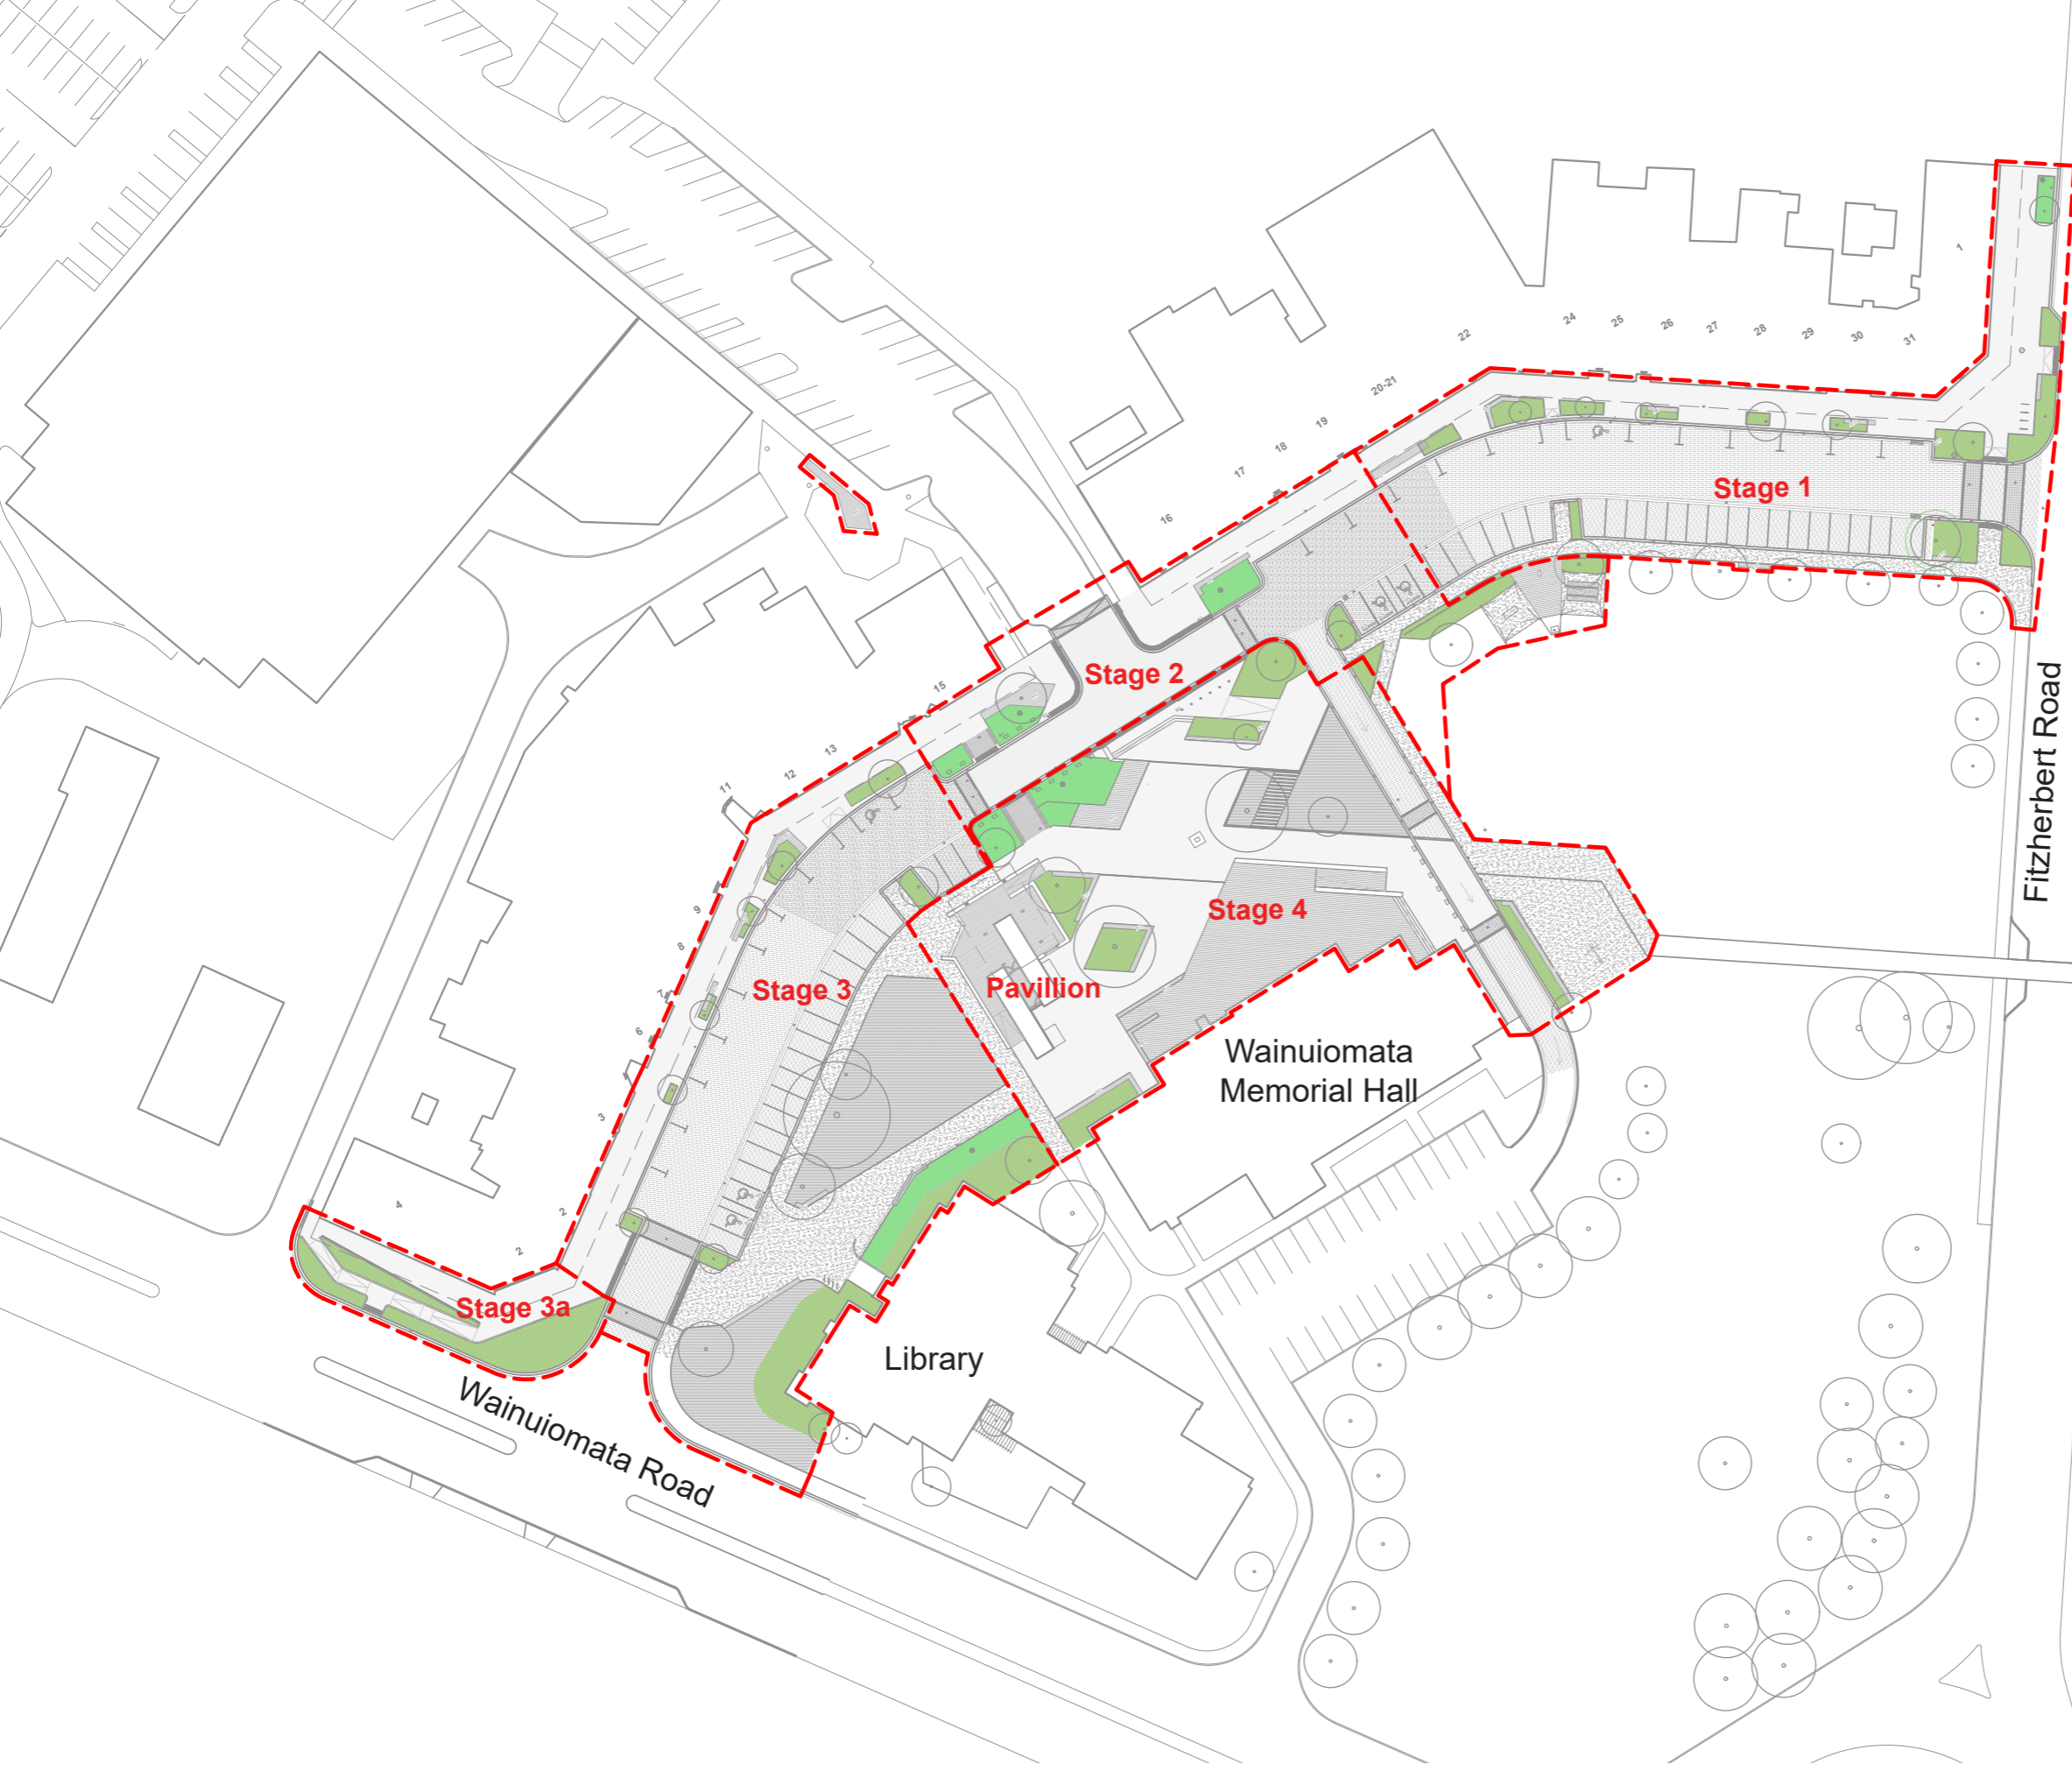 1
31
30
29
28
27
26
25
24
22
20-21
19
18
17
16
Stage 1
Stage 2
15
13
12
11
9
8
7
6
3
2
2
4
Stage 3
Stage 4
Pavillion
Wainuiomata
Memorial Hall
Fitzherbert Road
Stage 3a
Library
Wainuiomata Road